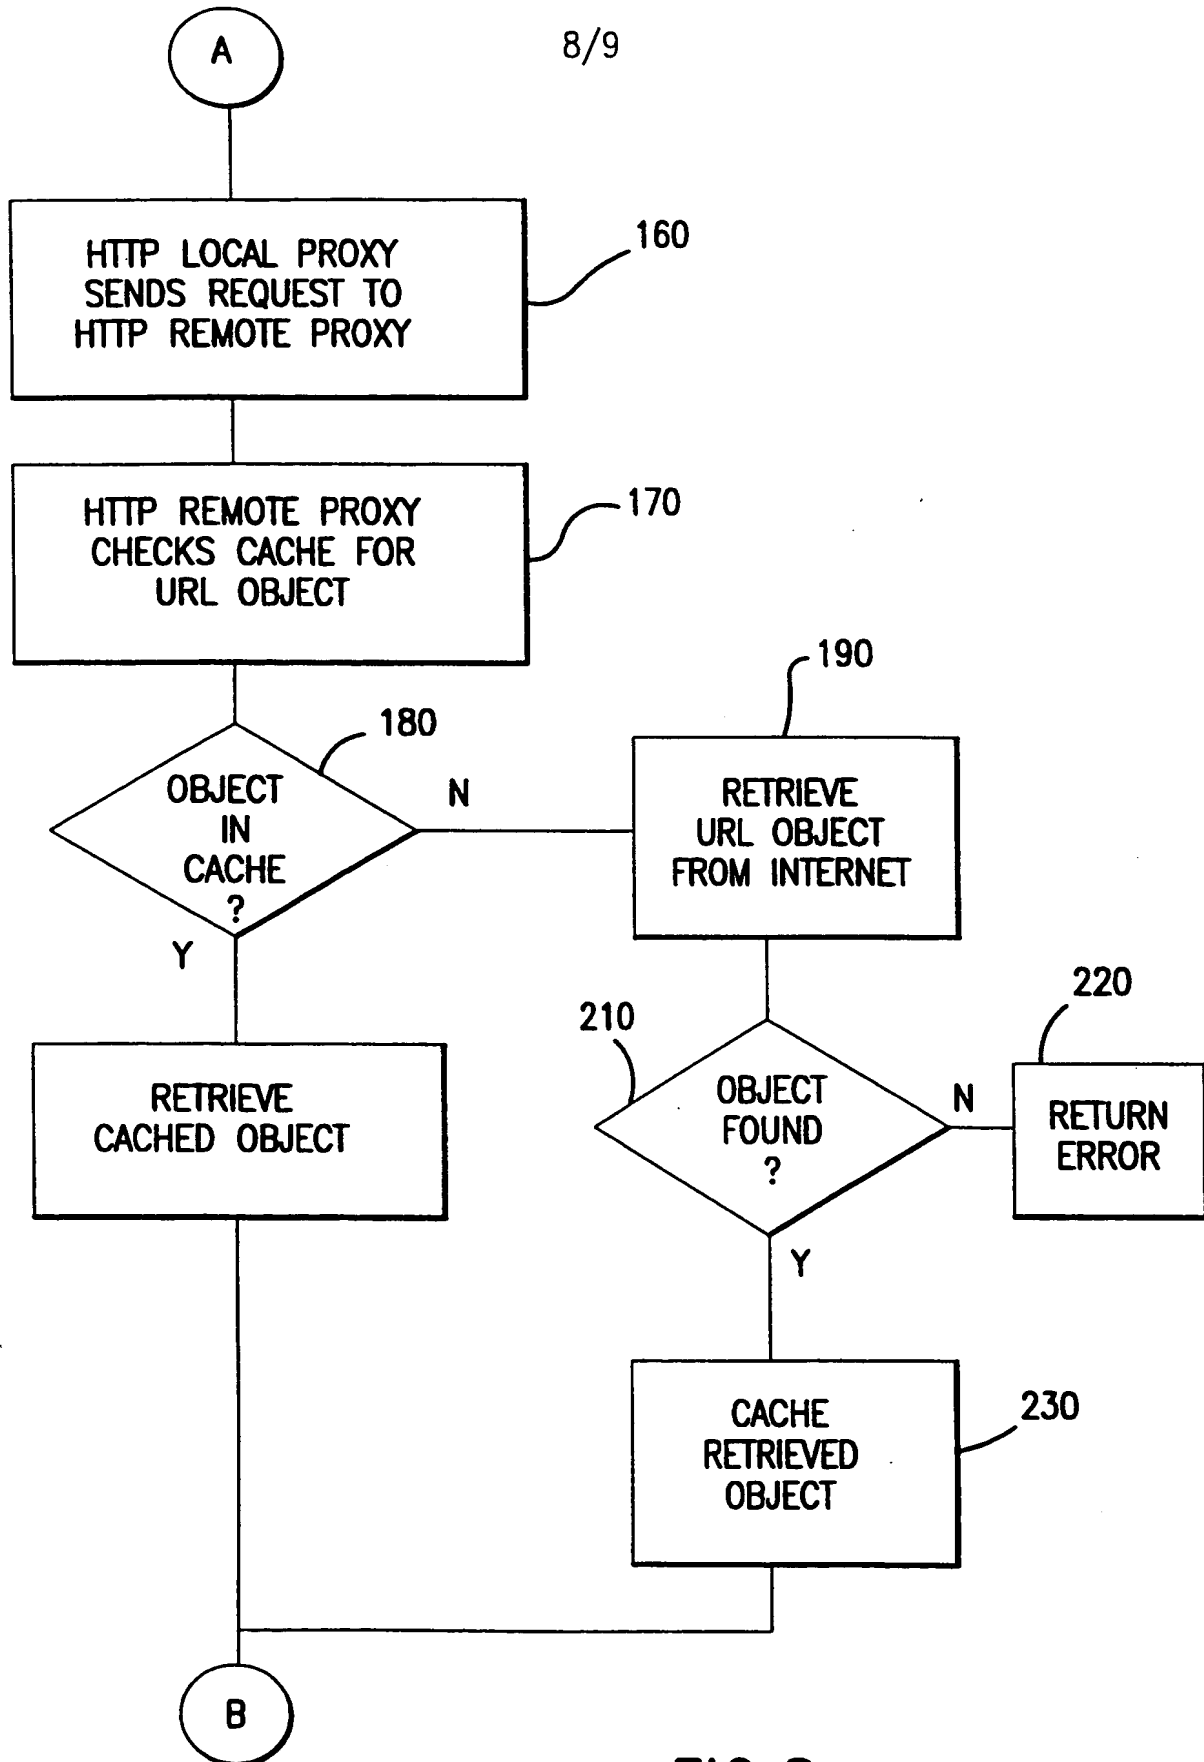 A
8/9
HTTP LOCAL PROXY
SENDS REQUEST TO
HTTP REMOTE PROXY
160
HTTP REMOTE PROXY
CHECKS CACHE FOR
URL OBJECT
170
180
OBJECT
IN
CACHE
?
N
Y
190
RETRIEVE
URL OBJECT
FROM INTERNET
RETRIEVE
CACHED OBJECT
210
OBJECT
FOUND
?
N
Y
220
RETURN
ERROR
CACHE
RETRIEVED
OBJECT
230
B